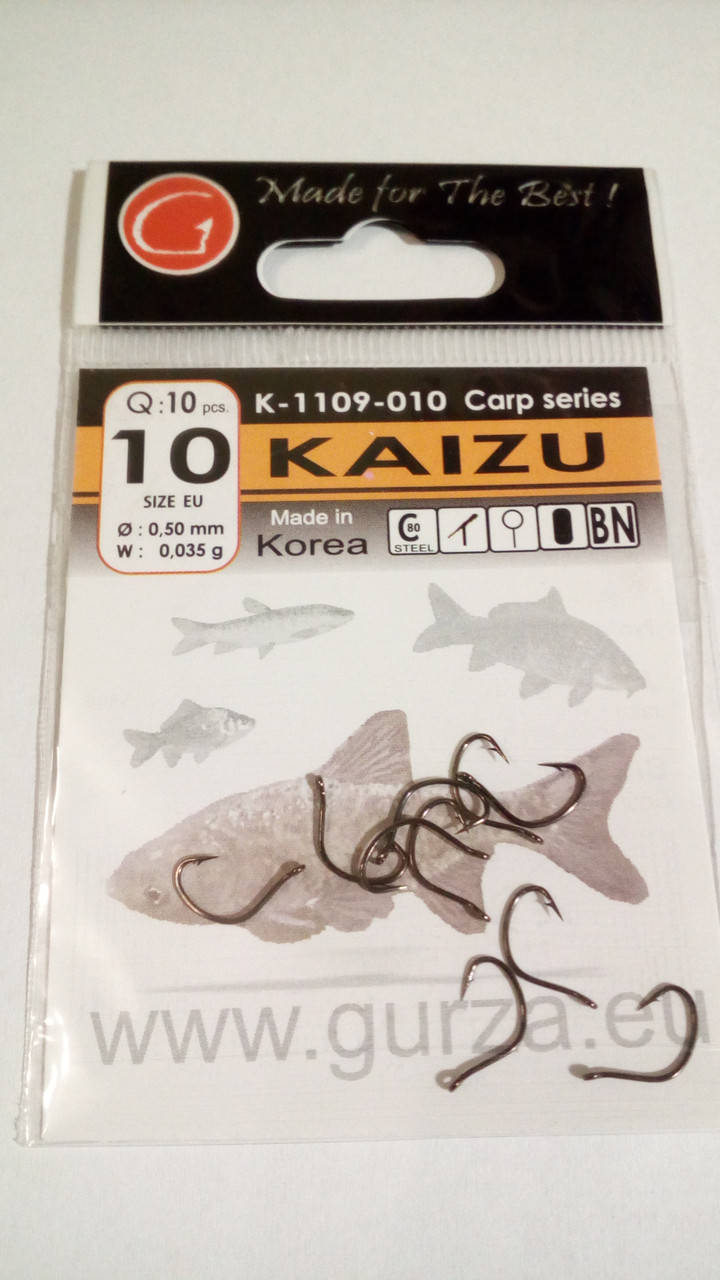 Made for The Best !
Q : 10 pcs.
K-1109-010 Carp series
10
KAIZU
SIZE EU
Ø : 0,50 mm
W : 0,035 g
Made in
Korea
C 80
STEEL
BN
www.gurza.eu